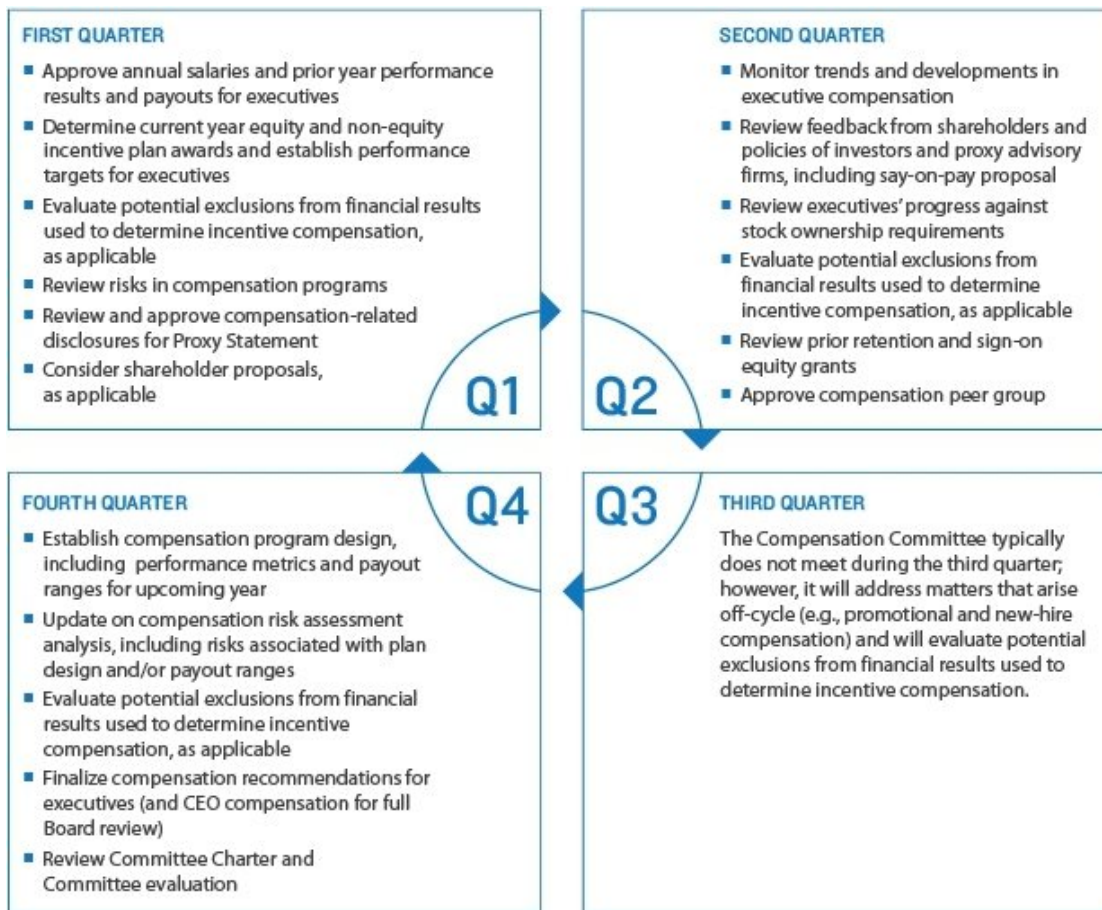 FIRST QUARTER
■ Approve annual salaries and prior year performance
results and payouts for executives
■ Determine current year equity and non-equity
incentive plan awards and establish performance
targets for executives
■ Evaluate potential exclusions from financial results
used to determine incentive compensation,
as applicable
■ Review risks in compensation programs
■ Review and approve compensation-related
disclosures for Proxy Statement
■ Consider shareholder proposals,
as applicable
Q1
SECOND QUARTER
■ Monitor trends and developments in
executive compensation
■ Review feedback from shareholders and
policies of investors and proxy advisory
firms, including say-on-pay proposal
■ Review executives' progress against
stock ownership requirements
■ Evaluate potential exclusions from
financial results used to determine
incentive compensation, as applicable
■ Review prior retention and sign-on
equity grants
■ Approve compensation peer group
Q2
Q3
THIRD QUARTER
The Compensation Committee typically
does not meet during the third quarter;
however, it will address matters that arise
off-cycle (e.g., promotional and new-hire
compensation) and will evaluate potential
exclusions from financial results used to
determine incentive compensation.
Q4
FOURTH QUARTER
■ Establish compensation program design,
including performance metrics and payout
ranges for upcoming year
■ Update on compensation risk assessment
analysis, including risks associated with plan
design and/or payout ranges
■ Evaluate potential exclusions from financial
results used to determine incentive
compensation, as applicable
■ Finalize compensation recommendations for
executives (and CEO compensation for full
Board review)
■ Review Committee Charter and
Committee evaluation